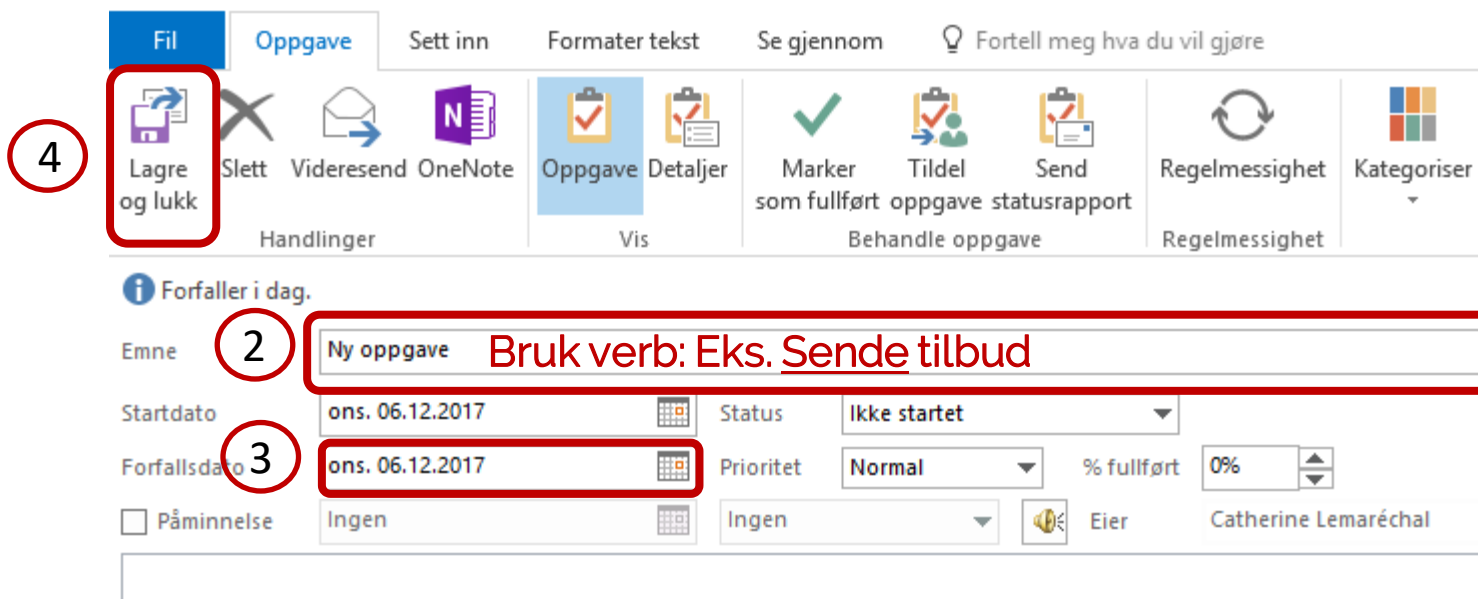 Fil Oppgave Sett inn Formater tekst Se gjennom Fortell meg hva du vil gjøre
4
Lagre og lukk
Slett
Videresend
N
OneNote
Oppgave
Detaljer
Marker som fullført
Tildel oppgave
Send statusrapport
Regelmessighet
Kategoriser
Handlinger Vis Behandle oppgave Regelmessighet
Forfaller i dag.
Emne 2 Ny oppgave Bruk verb: Eks. Sende tilbud
Startdato ons. 06.12.2017 Status Ikke startet
Forfallsdato 3 ons. 06.12.2017 Prioritet Normal % fullført 0%
Påminnelse Ingen Ingen Eier Catherine Lemaréchal